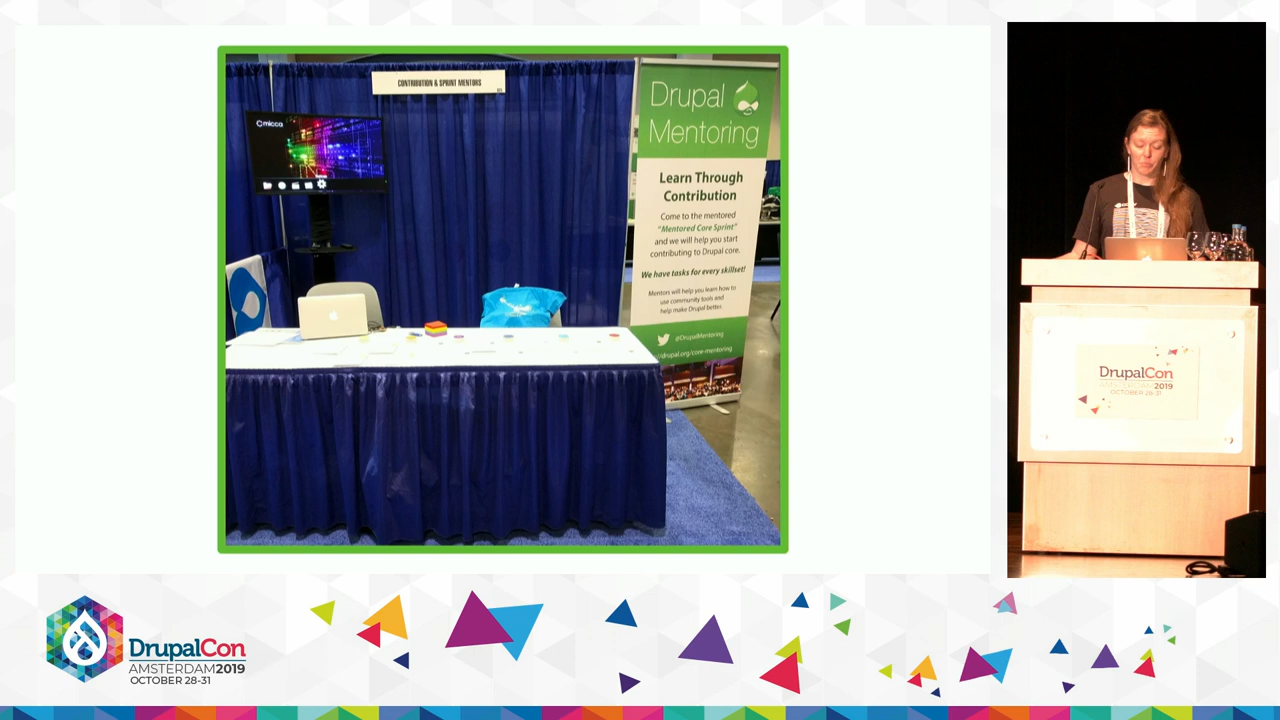 CONTRIBUTION & SPRINT MENTORS
micca
Drupal
Mentoring
Learn Through
Contribution
Come to the mentored
"Mentored Core Sprint"
and we will help you start
contributing to Drupal core.
We have tasks for every skillset!
Mentors will help you learn how to
use community tools and
help make Drupal better.
@DrupalMentoring
drupal.org/core-mentoring
DrupalCon
AMSTERDAM2019
OCTOBER 28-31
DrupalCon
AMSTERDAM2019
OCTOBER 28-31